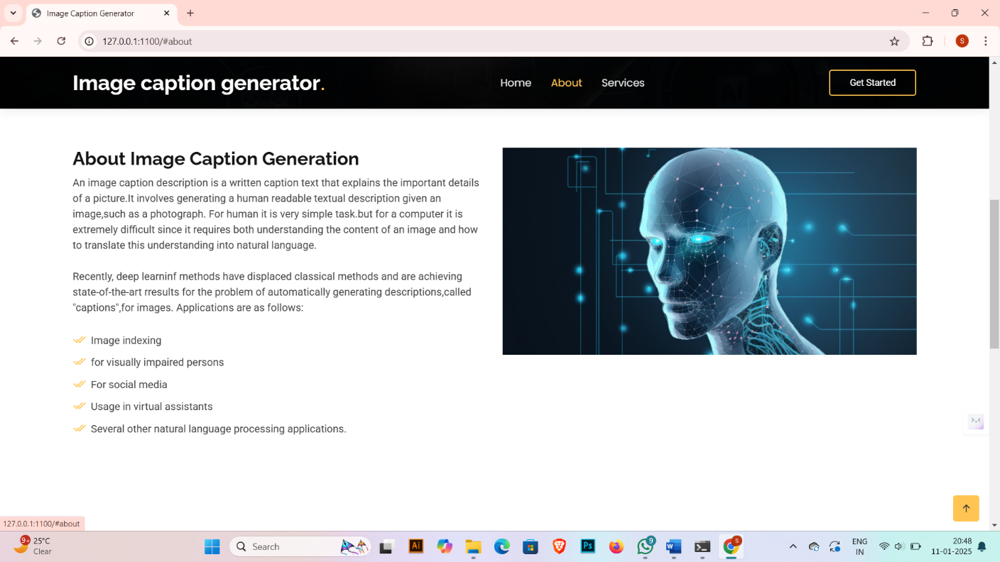 Image Caption Generator
127.0.0.1:1100/#about
S
Image caption generator.
Home About Services
Get Started
About Image Caption Generation
An image caption description is a written caption text that explains the important details
of a picture.It involves generating a human readable textual description given an
image,such as a photograph. For human it is very simple task.but for a computer it is
extremely difficult since it requires both understanding the content of an image and how
to translate this understanding into natural language.
Recently, deep learninf methods have displaced classical methods and are achieving
state-of-the-art rresults for the problem of automatically generating descriptions,called
"captions",for images. Applications are as follows:
Image indexing
for visually impaired persons
For social media
Usage in virtual assistants
Several other natural language processing applications.
127.0.0.1:1100/#about
9+
25°C
Clear
Search
Ai
Ps
9
W
S
ENG
IN
20:48
11-01-2025